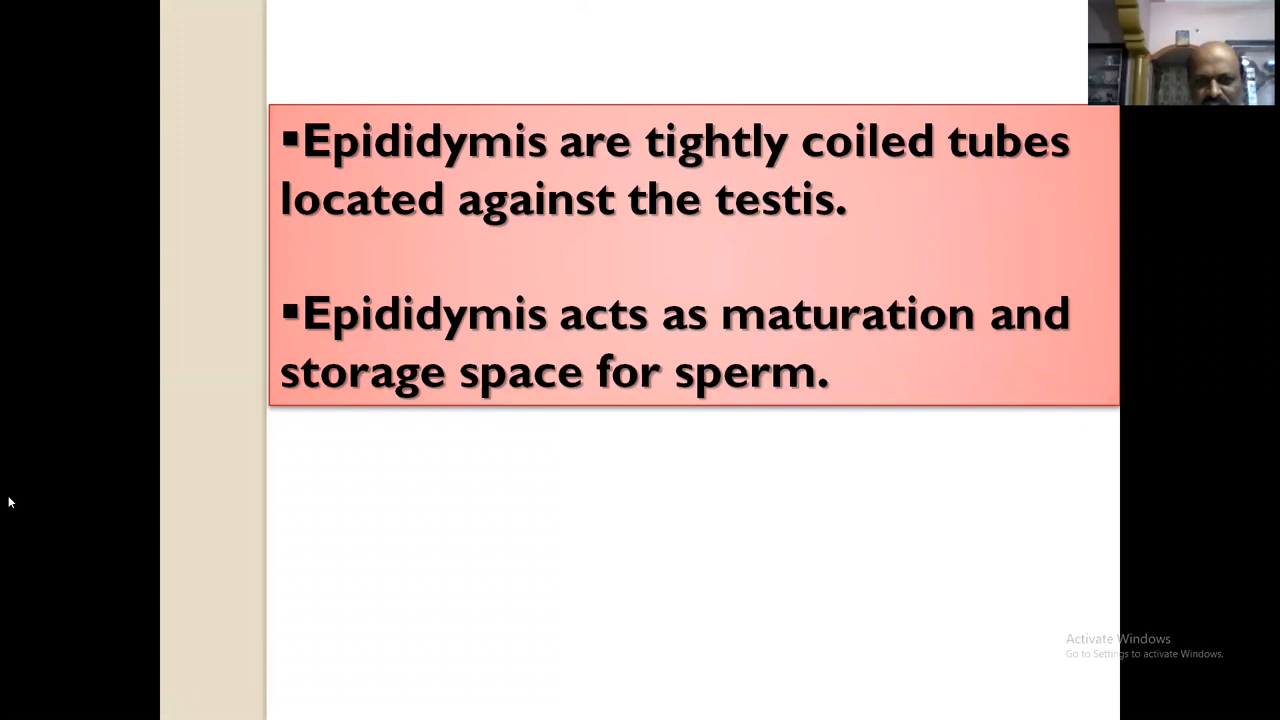 ▪Epididymis are tightly coiled tubes
located against the testis.
▪Epididymis acts as maturation and
storage space for sperm.
Activate Windows
Go to Settings to activate Windows.